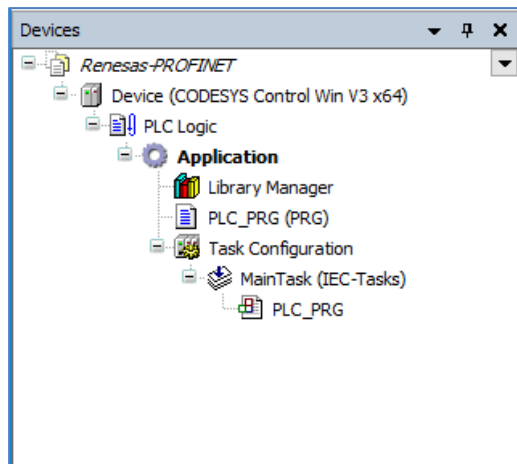 Devices
Renesas-PROFINET
Device (CODESYS Control Win V3 x64)
PLC Logic
Application
Library Manager
PLC_PRG (PRG)
Task Configuration
MainTask (IEC-Tasks)
PLC_PRG